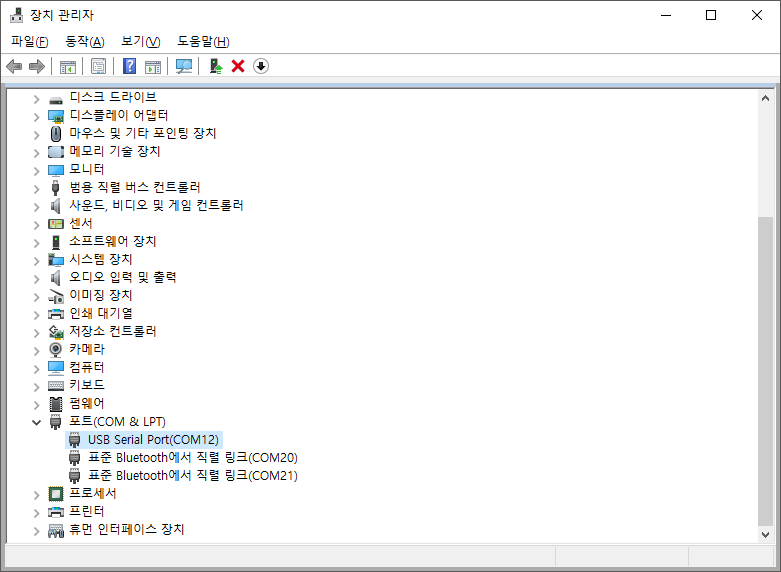 장치 관리자
파일(F) 동작(A) 보기(V) 도움말(H)
디스크 드라이브
디스플레이 어댑터
마우스 및 기타 포인팅 장치
메모리 기술 장치
모니터
범용 직렬 버스 컨트롤러
사운드, 비디오 및 게임 컨트롤러
센서
소프트웨어 장치
시스템 장치
오디오 입력 및 출력
이미징 장치
인쇄 대기열
저장소 컨트롤러
카메라
컴퓨터
키보드
펌웨어
포트(COM & LPT)
USB Serial Port(COM12)
표준 Bluetooth에서 직렬 링크(COM20)
표준 Bluetooth에서 직렬 링크(COM21)
프로세서
프린터
휴먼 인터페이스 장치